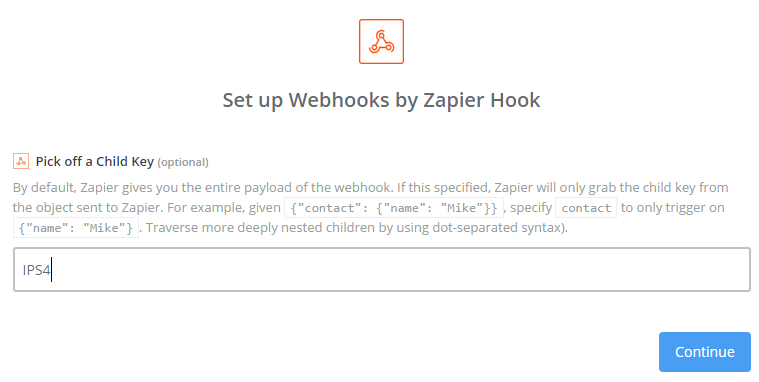 Set up Webhooks by Zapier Hook
Pick off a Child Key (optional)
By default, Zapier gives you the entire payload of the webhook. If this specified, Zapier will only grab the child key from
the object sent to Zapier. For example, given {"contact": {"name": "Mike"}} , specify contact to only trigger on
{"name": "Mike"} . Traverse more deeply nested children by using dot-separated syntax).
IPS4
Continue